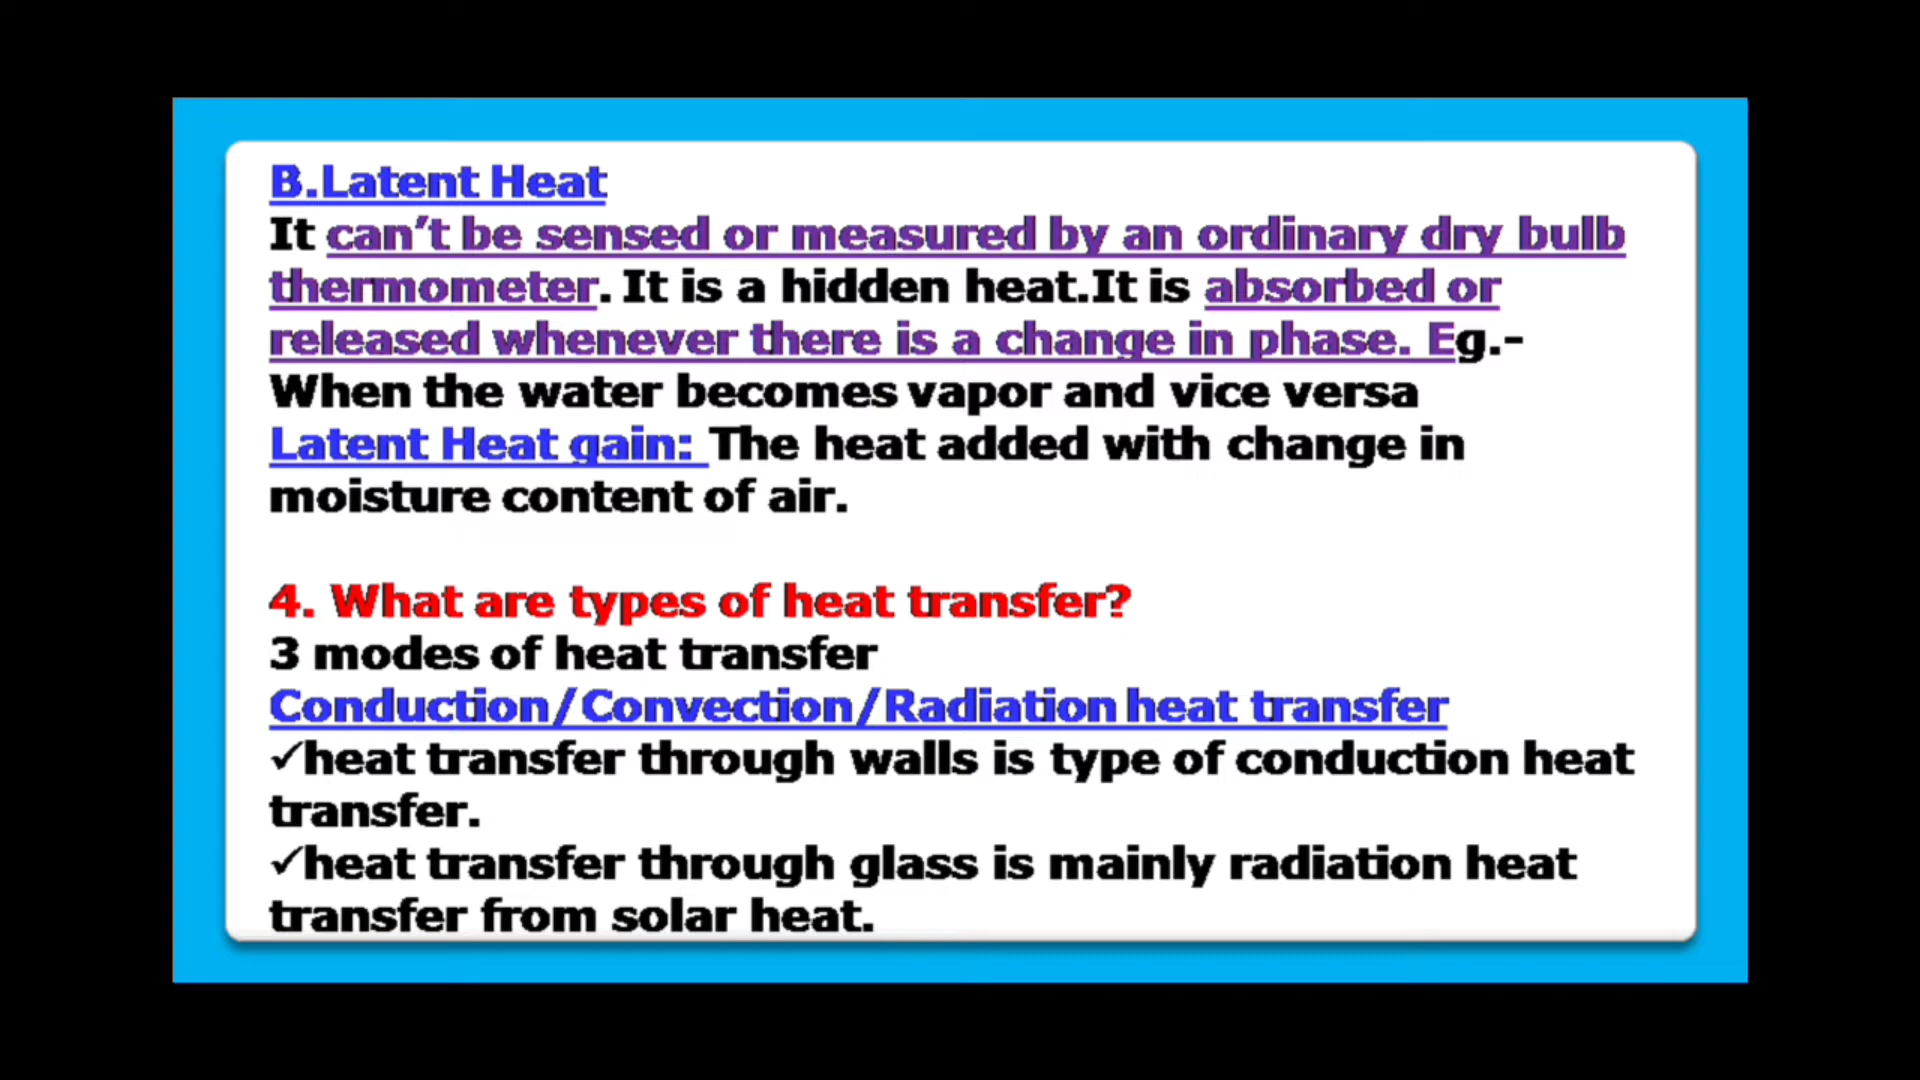 B.Latent Heat
It can't be sensed or measured by an ordinary dry bulb
thermometer. It is a hidden heat.It is absorbed or
released whenever there is a change in phase. Eg.-
When the water becomes vapor and vice versa
Latent Heat gain: The heat added with change in
moisture content of air.
4. What are types of heat transfer?
3 modes of heat transfer
Conduction/Convection/Radiation heat transfer
✓heat transfer through walls is type of conduction heat
transfer.
✓heat transfer through glass is mainly radiation heat
transfer from solar heat.